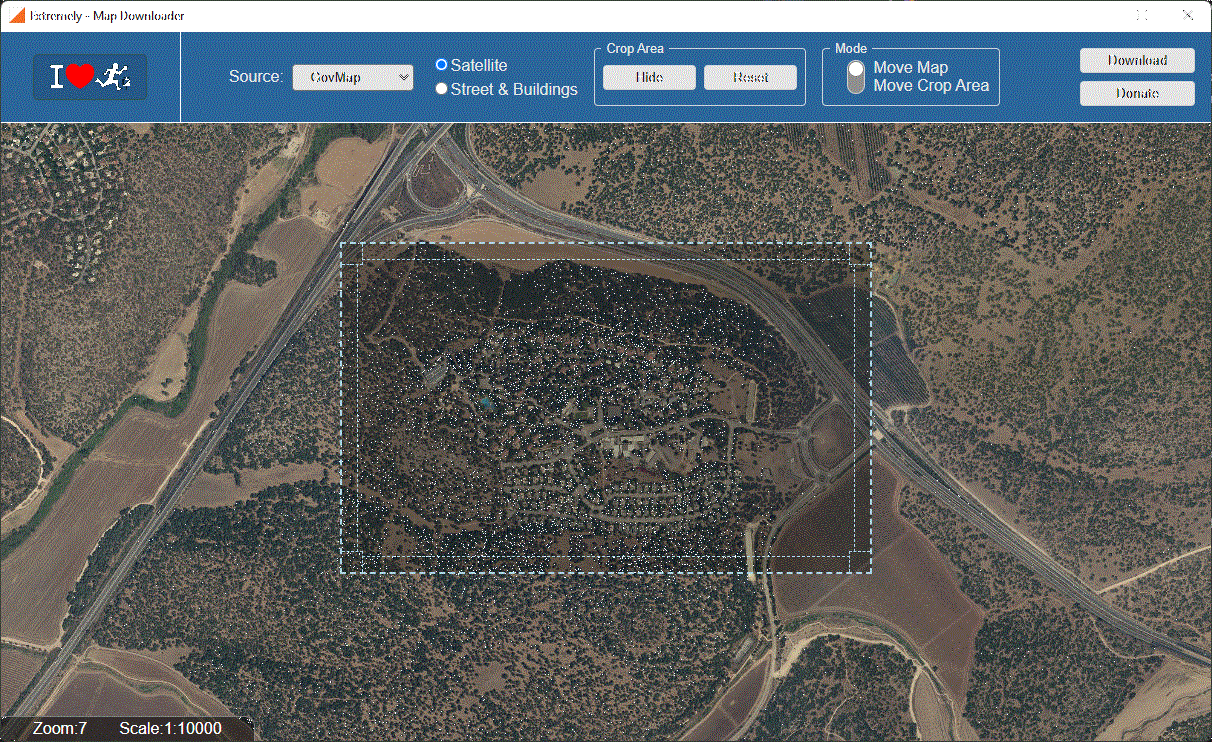 Extremely - Map Downloader
I
Source:
GovMap
Satellite
Street & Buildings
Crop Area
Hide
Reset
Mode
Move Map
Move Crop Area
Download
Donate
Zoom:7 Scale:1:10000